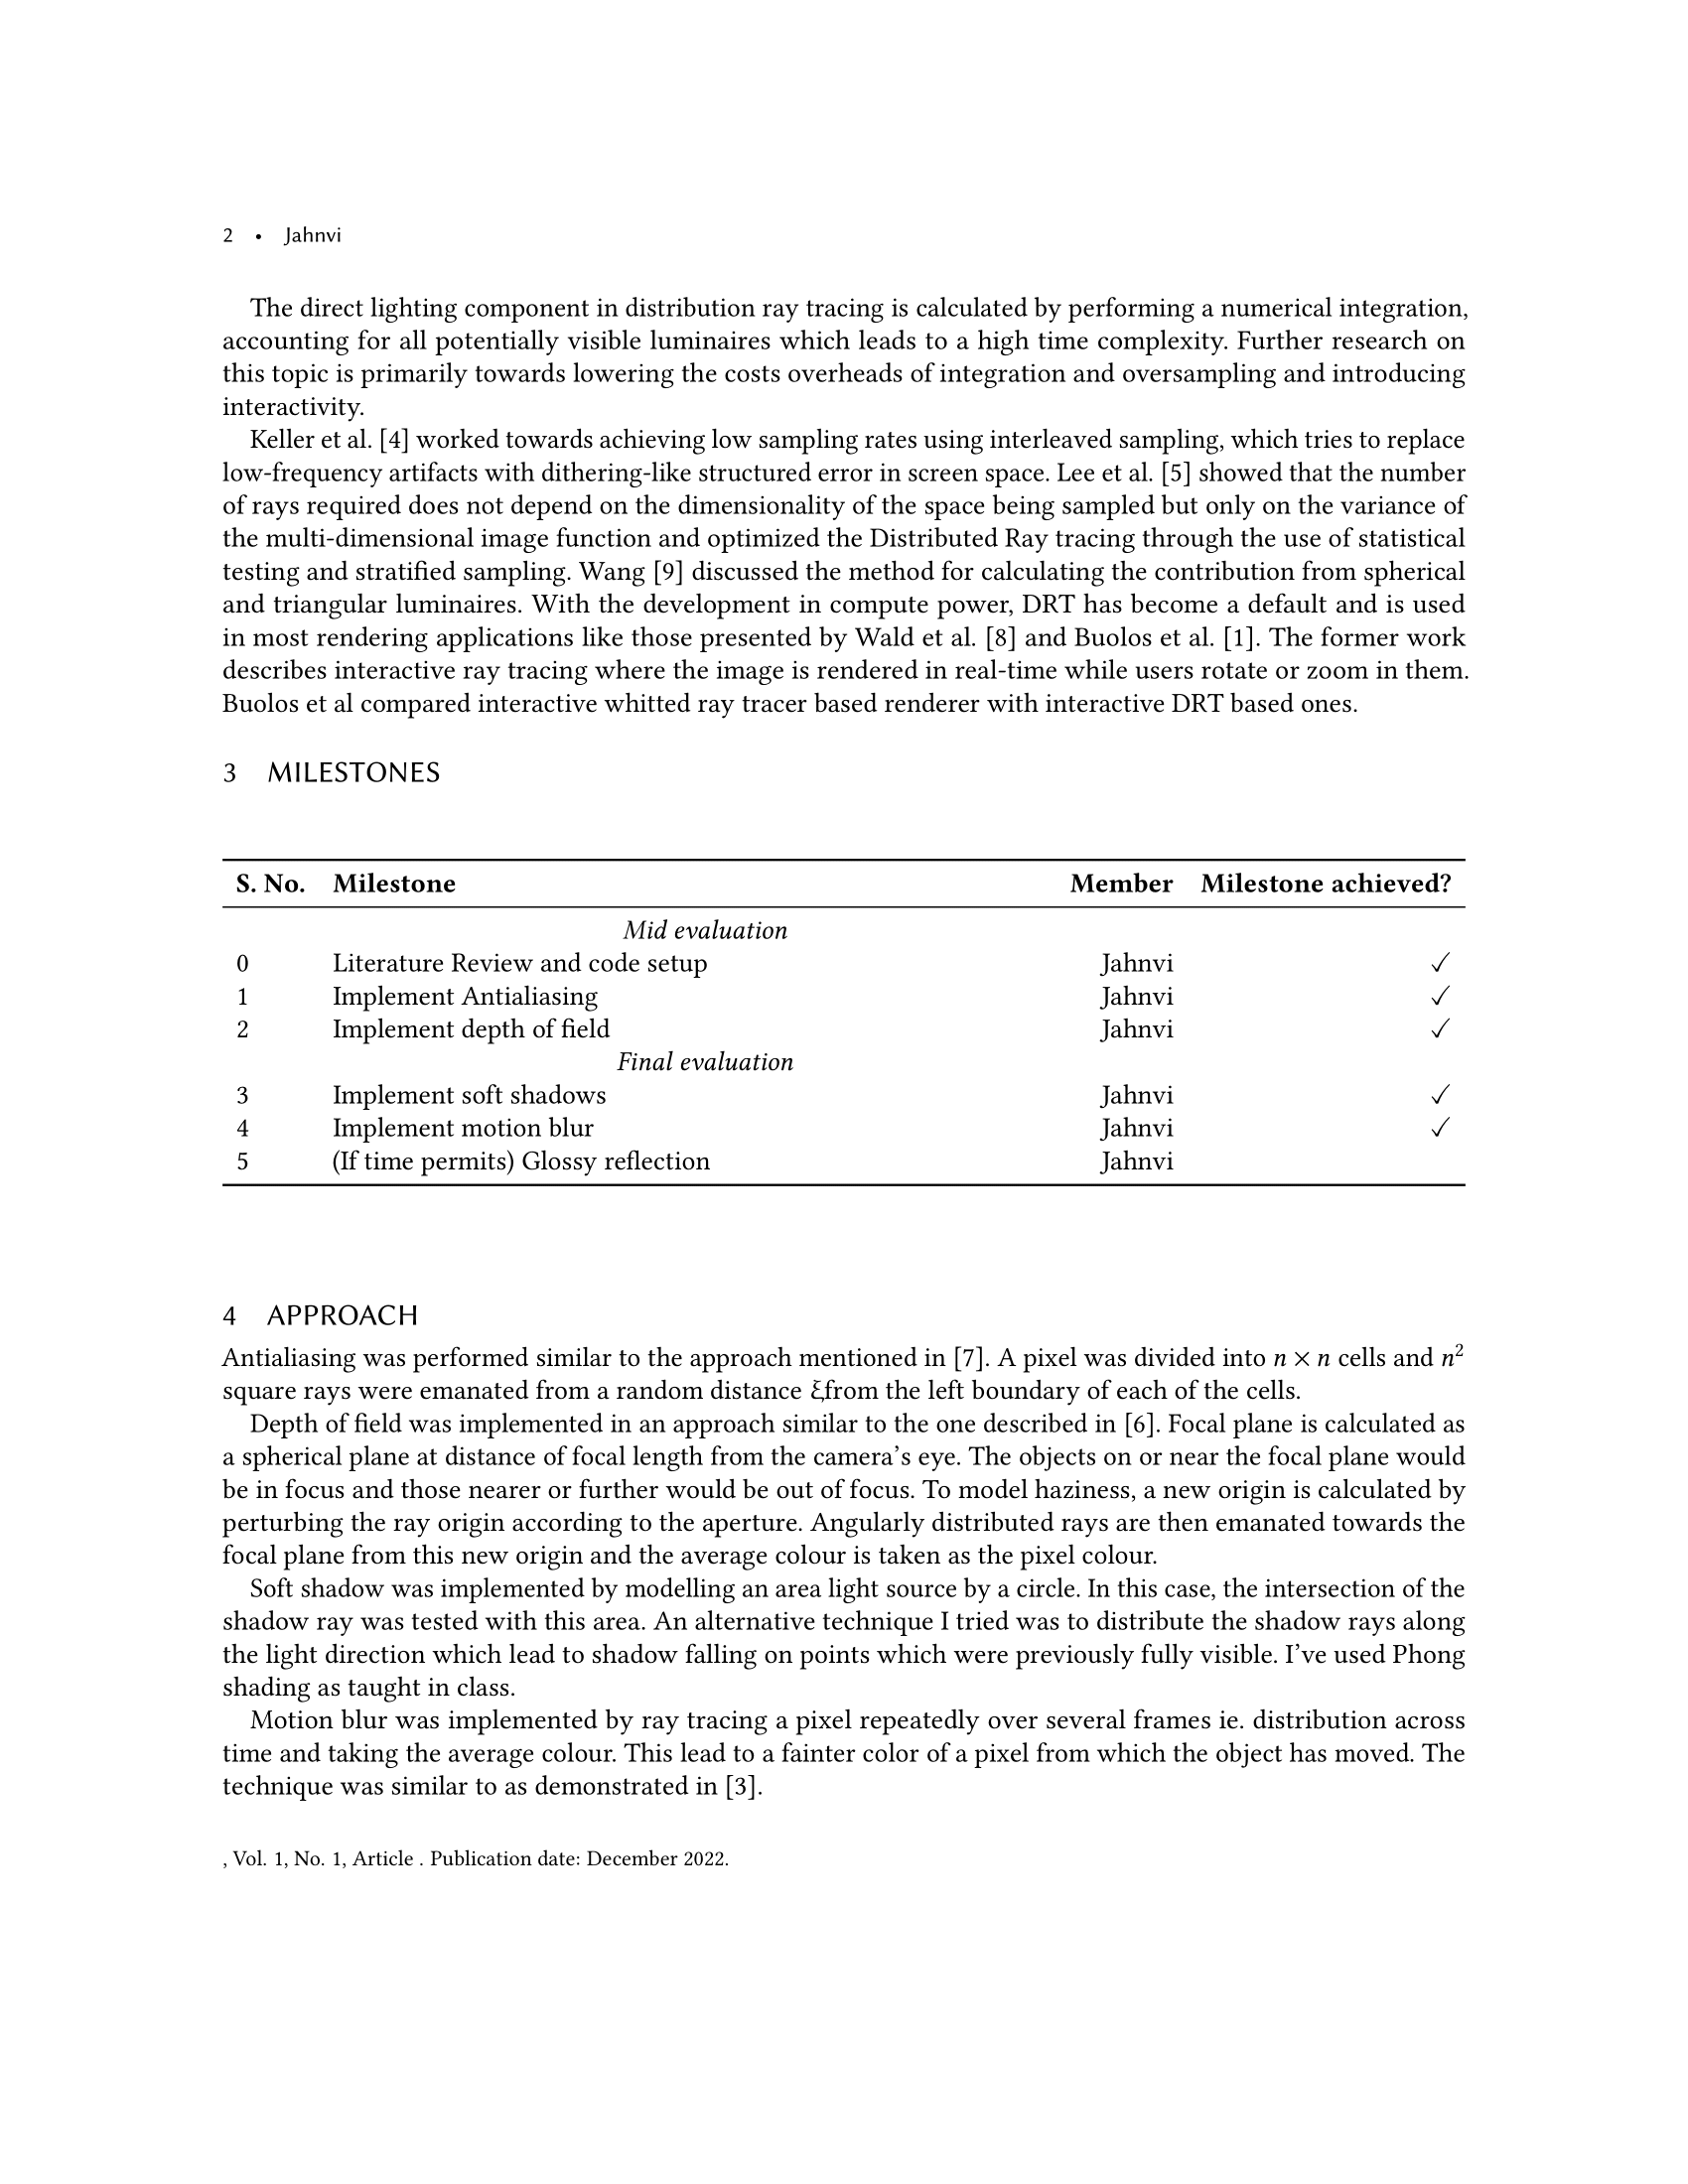 2 • Jahnvi
The direct lighting component in distribution ray tracing is calculated by performing a numerical integration,
accounting for all potentially visible luminaires which leads to a high time complexity. Further research on
this topic is primarily towards lowering the costs overheads of integration and oversampling and introducing
interactivity.
Keller et al. [4] worked towards achieving low sampling rates using interleaved sampling, which tries to replace
low-frequency artifacts with dithering-like structured error in screen space. Lee et al. [5] showed that the number
of rays required does not depend on the dimensionality of the space being sampled but only on the variance of
the multi-dimensional image function and optimized the Distributed Ray tracing through the use of statistical
testing and stratified sampling. Wang [9] discussed the method for calculating the contribution from spherical
and triangular luminaires. With the development in compute power, DRT has become a default and is used
in most rendering applications like those presented by Wald et al. [8] and Buolos et al. [1]. The former work
describes interactive ray tracing where the image is rendered in real-time while users rotate or zoom in them.
Buolos et al compared interactive whitted ray tracer based renderer with interactive DRT based ones.
3 MILESTONES
S. No. Milestone Member Milestone achieved?
Mid evaluation
0 Literature Review and code setup Jahnvi ✓
1 Implement Antialiasing Jahnvi ✓
2 Implement depth of field Jahnvi ✓
Final evaluation
3 Implement soft shadows Jahnvi ✓
4 Implement motion blur Jahnvi ✓
5 (If time permits) Glossy reflection Jahnvi
4 APPROACH
Antialiasing was performed similar to the approach mentioned in [7]. A pixel was divided into n × n cells and n²
square rays were emanated from a random distance ξfrom the left boundary of each of the cells.
Depth of field was implemented in an approach similar to the one described in [6]. Focal plane is calculated as
a spherical plane at distance of focal length from the camera's eye. The objects on or near the focal plane would
be in focus and those nearer or further would be out of focus. To model haziness, a new origin is calculated by
perturbing the ray origin according to the aperture. Angularly distributed rays are then emanated towards the
focal plane from this new origin and the average colour is taken as the pixel colour.
Soft shadow was implemented by modelling an area light source by a circle. In this case, the intersection of the
shadow ray was tested with this area. An alternative technique I tried was to distribute the shadow rays along
the light direction which lead to shadow falling on points which were previously fully visible. I've used Phong
shading as taught in class.
Motion blur was implemented by ray tracing a pixel repeatedly over several frames ie. distribution across
time and taking the average colour. This lead to a fainter color of a pixel from which the object has moved. The
technique was similar to as demonstrated in [3].
, Vol. 1, No. 1, Article . Publication date: December 2022.